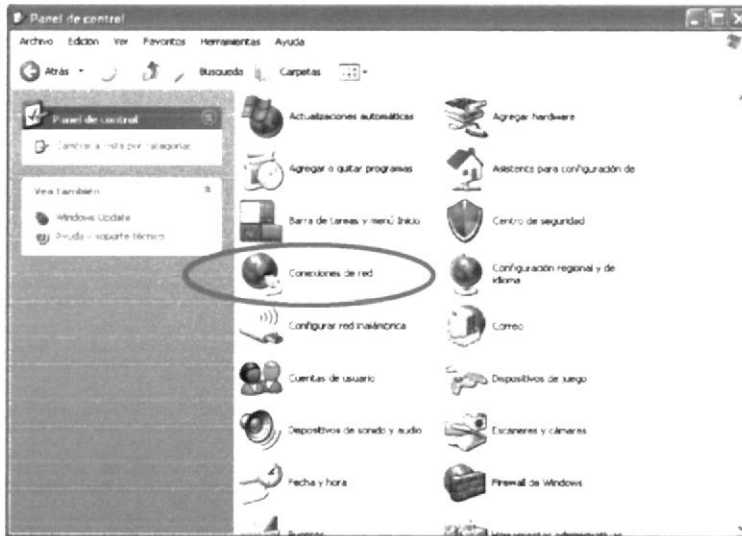 Panel de control
Archivo Edición Ver Favoritos Herramientas Ayuda
Atrás Búsqueda Carpetas
Panel de control
Cambiar a vista por categorías
Vea también
Windows Update
Ayuda y soporte técnico
Actualizaciones automáticas
Agregar hardware
Agregar o quitar programas
Asistente para configuración de
Barra de tareas y menú Inicio
Centro de seguridad
Conexiones de red
Configuración regional y de
idioma
Configurar red inalámbrica
Correo
Cuentas de usuario
Dispositivos de juego
Dispositivos de sonido y audio
Escáneres y cámaras
Fecha y hora
Firewall de Windows